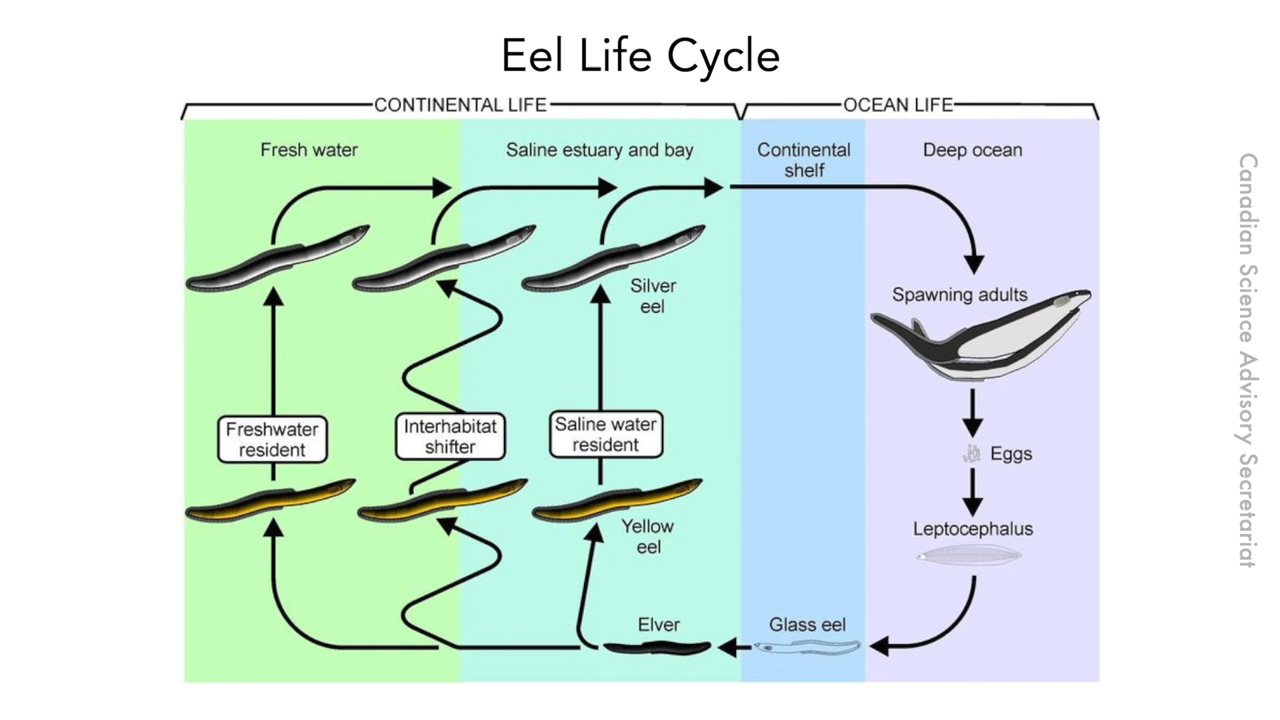 Eel Life Cycle
CONTINENTAL LIFE
OCEAN LIFE
Fresh water
Saline estuary and bay
Continental
shelf
Deep ocean
Silver
eel
Spawning adults
Freshwater
resident
Interhabitat
shifter
Saline water
resident
Eggs
Yellow
eel
Leptocephalus
Elver
Glass eel
Canadian Science Advisory Secretariat